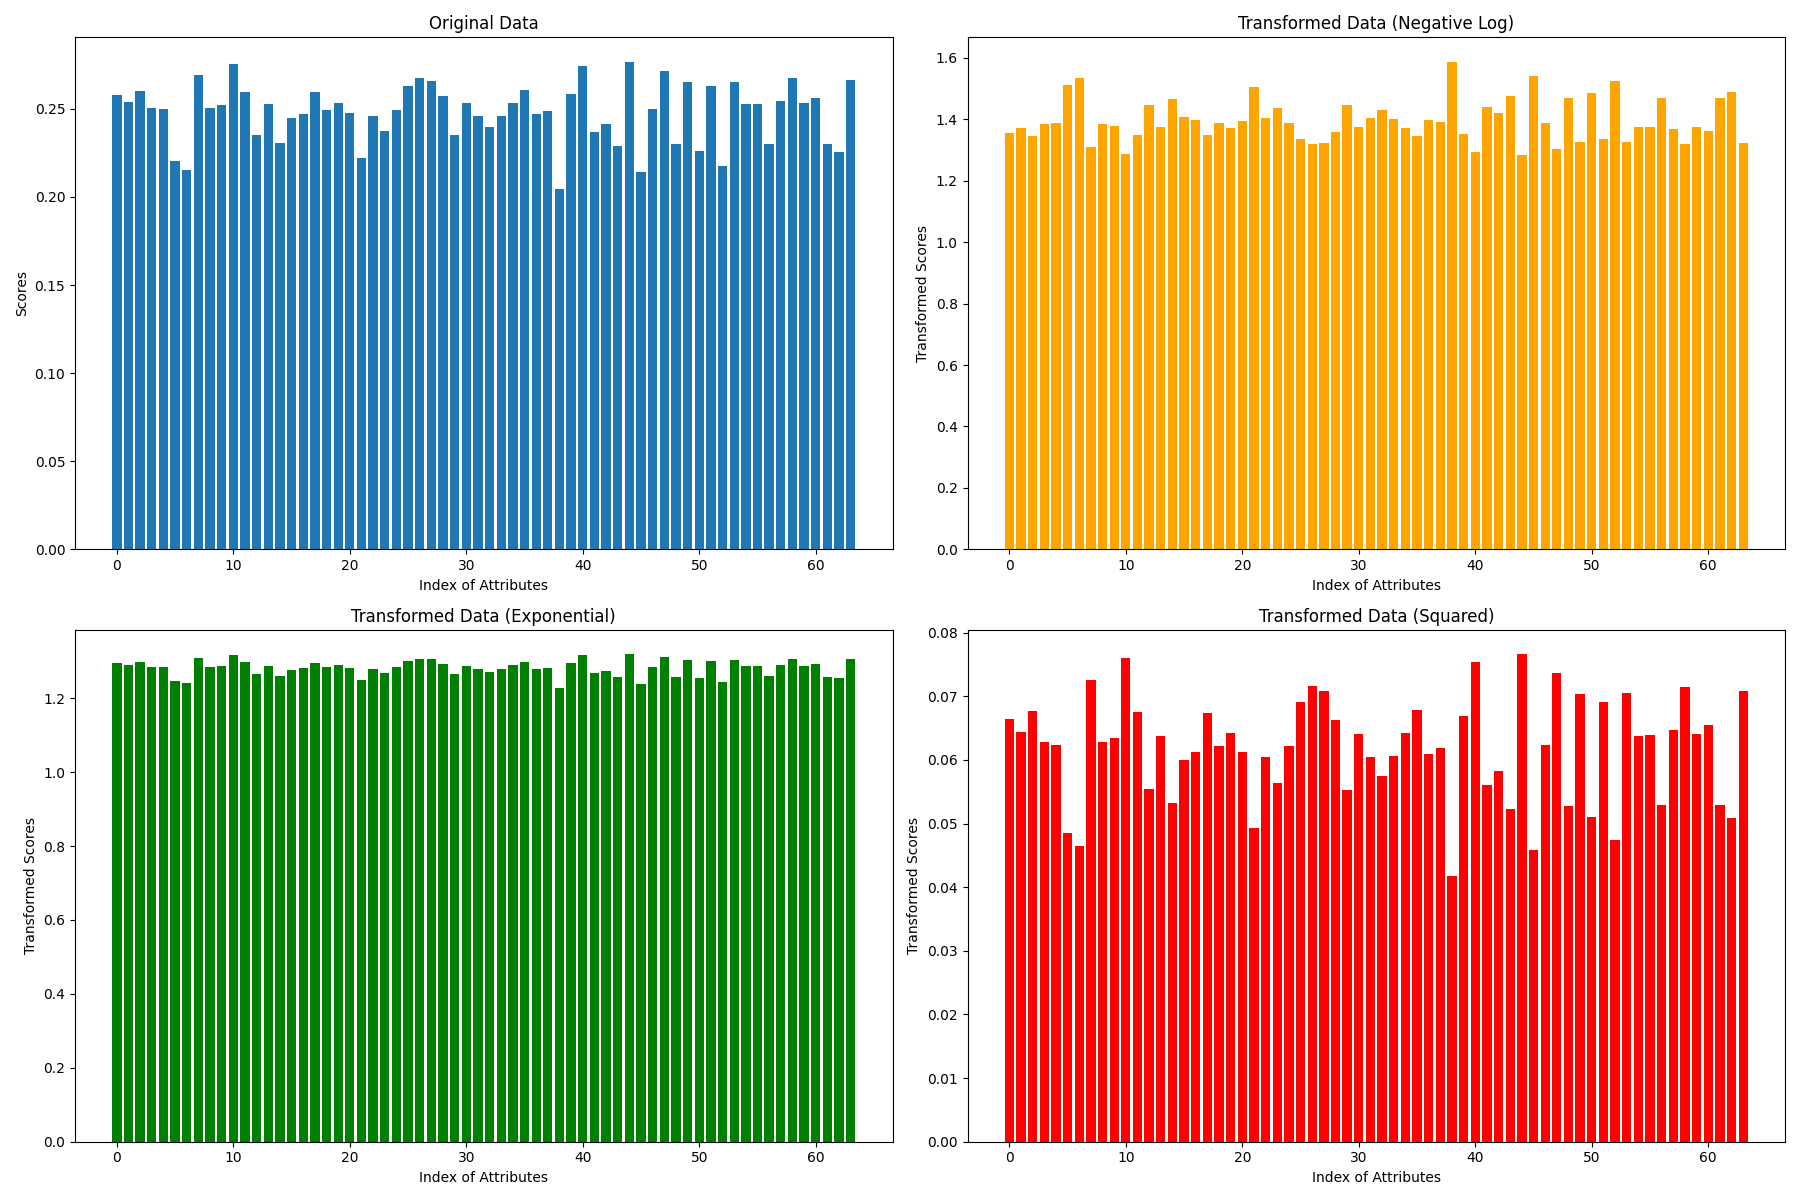 Original Data
Scores
0.25
0.20
0.15
0.10
0.05
0.00
0 10 20 30 40 50 60
Index of Attributes
Transformed Data (Negative Log)
Transformed Scores
1.6
1.4
1.2
1.0
0.8
0.6
0.4
0.2
0.0
0 10 20 30 40 50 60
Index of Attributes
Transformed Data (Exponential)
Transformed Scores
1.2
1.0
0.8
0.6
0.4
0.2
0.0
0 10 20 30 40 50 60
Index of Attributes
Transformed Data (Squared)
Transformed Scores
0.08
0.07
0.06
0.05
0.04
0.03
0.02
0.01
0.00
0 10 20 30 40 50 60
Index of Attributes